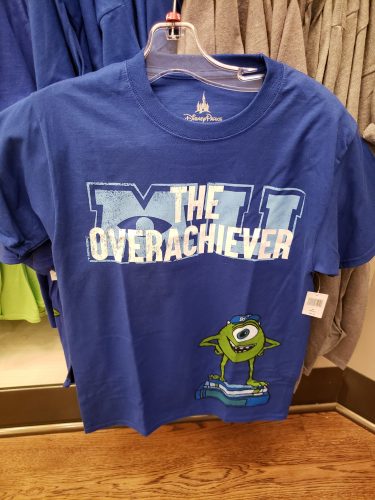 Disney Parks
MU
THE
OVERACHIEVER